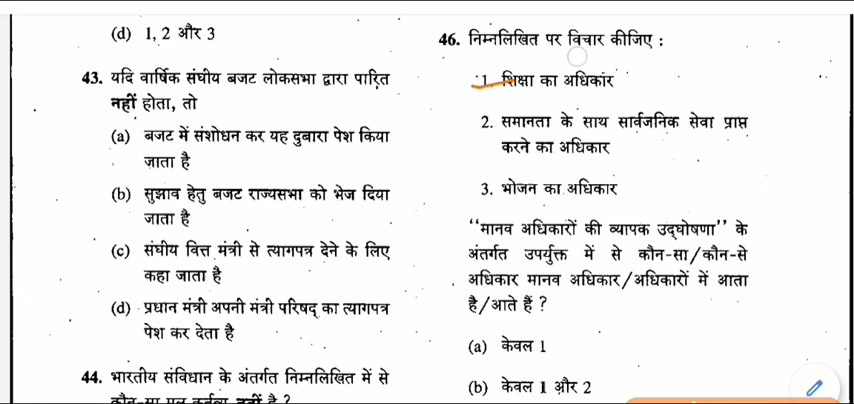 (d) 1, 2 और 3
43. यदि वार्षिक संघीय बजट लोकसभा द्वारा पारित
नहीं होता, तो
(a) बजट में संशोधन कर यह दुबारा पेश किया
जाता है
(b) सुझाव हेतु बजट राज्यसभा को भेज दिया
जाता है
(c) संघीय वित्त मंत्री से त्यागपत्र देने के लिए
कहा जाता है
(d) प्रधान मंत्री अपनी मंत्री परिषद् का त्यागपत्र
पेश कर देता है
44. भारतीय संविधान के अंतर्गत निम्नलिखित में से
कौन-सा मूल कर्तव्य नहीं है ?
46. निम्नलिखित पर विचार कीजिए :
1. शिक्षा का अधिकार
2. समानता के साथ सार्वजनिक सेवा प्राप्त
करने का अधिकार
3. भोजन का अधिकार
“मानव अधिकारों की व्यापक उद्घोषणा” के
अंतर्गत उपर्युक्त में से कौन-सा/कौन-से
अधिकार मानव अधिकार/अधिकारों में आता
है/आते हैं ?
(a) केवल 1
(b) केवल 1 और 2